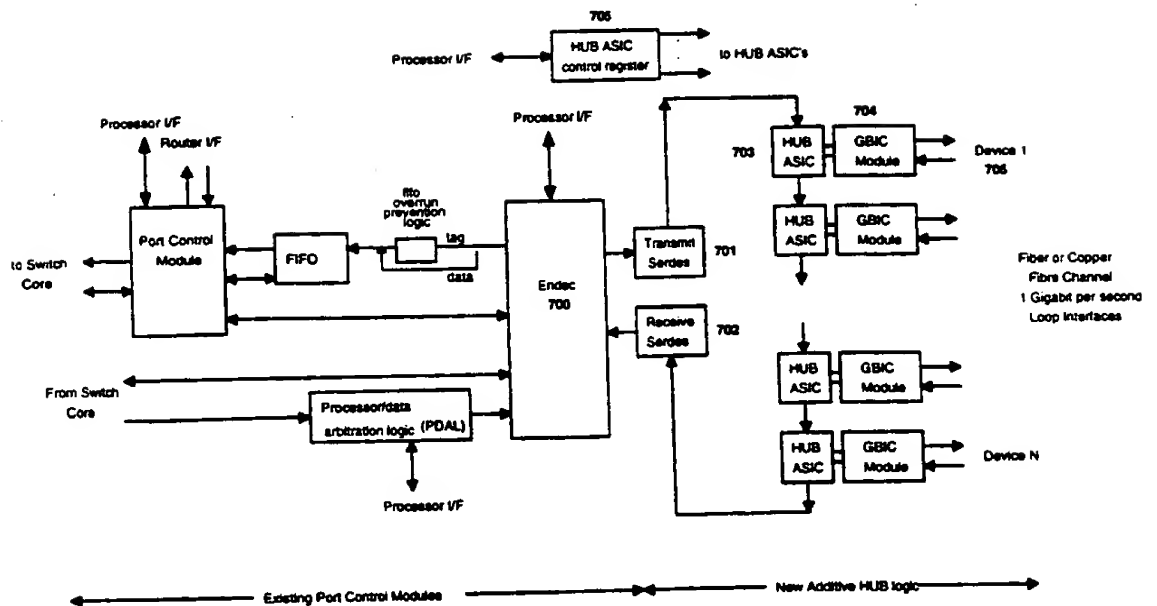 705
HUB ASIC
control register
Processor I/F
to HUB ASIC's
Processor I/F
Router I/F
Processor I/F
703
HUB
ASIC
704
GBIC
Module
Device 1
705
fifo
overrun
prevention
logic
tag
data
Port Control
Module
FIFO
to Switch
Core
Endec
700
Transmit
Serdes
701
HUB
ASIC
GBIC
Module
Fiber or Copper
Fibre Channel
1 Gigabit per second
Loop Interfaces
Receive
Serdes
702
HUB
ASIC
GBIC
Module
From Switch
Core
Processor/data
arbitration logic (PDAL)
HUB
ASIC
GBIC
Module
Device N
Processor I/F
Existing Port Control Modules
New Additive HUB logic